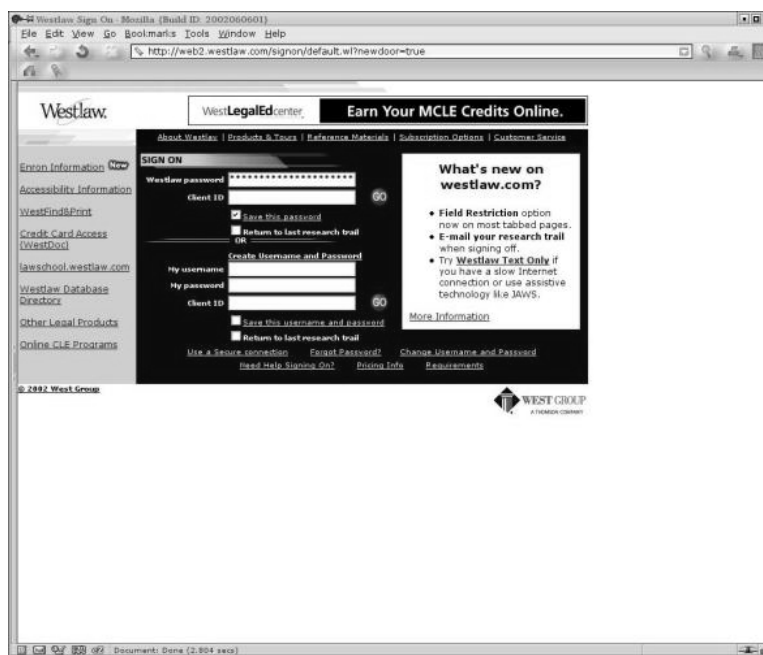 Westlaw Sign On - Mozilla {Build ID: 2002060601}
File Edit View Go Bookmarks Tools Window Help
http://web2.westlaw.com/signon/default.wl?newdoor=true
Westlaw.
WestLegalEdcenter
Earn Your MCLE Credits Online.
About Westlaw | Products & Tours | Reference Materials | Subscription Options | Customer Service
Enron Information New
Accessibility Information
WestFind&Print
Credit Card Access
(WestDoc)
lawschool.westlaw.com
Westlaw Database
Directory
Other Legal Products
Online CLE Programs
SIGN ON
Westlaw password ********************
Client ID
GO
Save this password
Return to last research trail
OR
Create Username and Password
My username
My password
Client ID
GO
Save this username and password
Return to last research trail
Use a Secure connection Forgot Password? Change Username and Password
Need Help Signing On? Pricing Info Requirements
What's new on
westlaw.com?
• Field Restriction option
now on most tabbed pages.
• E-mail your research trail
when signing off.
• Try Westlaw Text Only if
you have a slow Internet
connection or use assistive
technology like JAWS.
More Information
© 2002 West Group
WEST GROUP
A THOMSON COMPANY
Document: Done (2.804 secs)